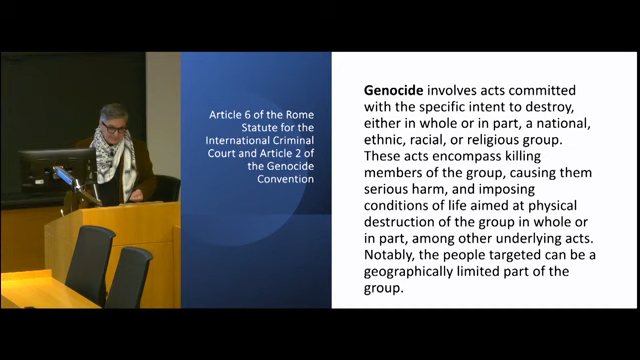 Article 6 of the Rome
Statute for the
International Criminal
Court and Article 2 of
the Genocide
Convention
Genocide involves acts committed
with the specific intent to destroy,
either in whole or in part, a national,
ethnic, racial, or religious group.
These acts encompass killing
members of the group, causing them
serious harm, and imposing
conditions of life aimed at physical
destruction of the group in whole or
in part, among other underlying acts.
Notably, the people targeted can be a
geographically limited part of the
group.